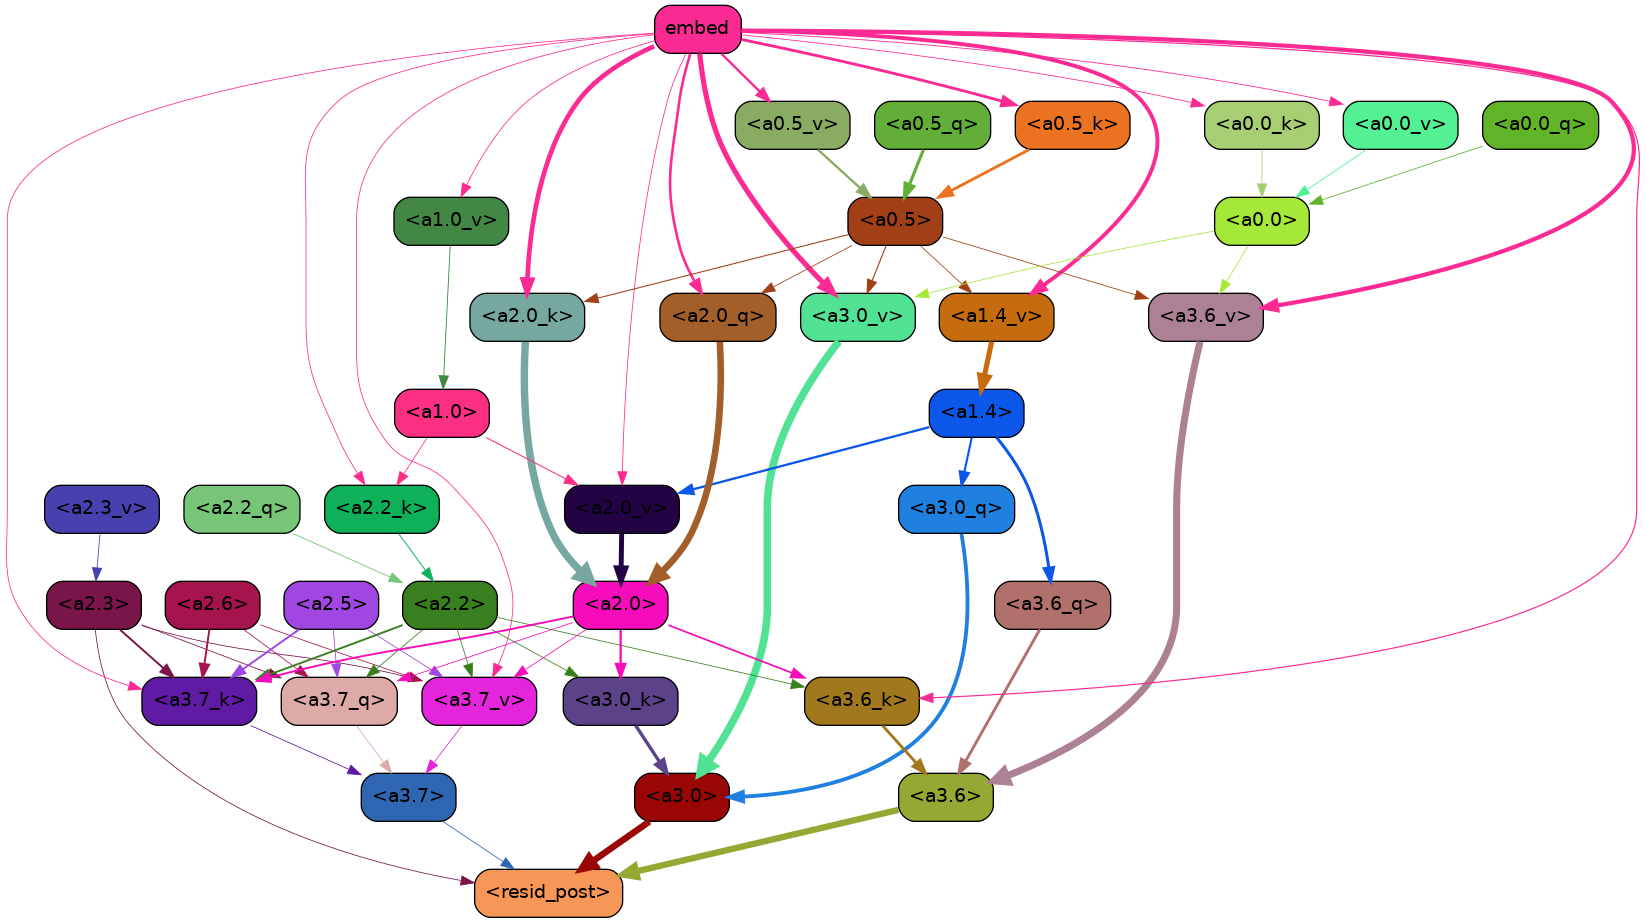 embed
<a0.5_v>
<a0.5_q>
<a0.5_k>
<a0.0_k>
<a0.0_v>
<a0.0_q>
<a1.0_v>
<a0.5>
<a0.0>
<a2.0_k>
<a2.0_q>
<a3.0_v>
<a1.4_v>
<a3.6_v>
<a1.0>
<a1.4>
<a2.3_v>
<a2.2_q>
<a2.2_k>
<a2.0_v>
<a3.0_q>
<a2.3>
<a2.6>
<a2.5>
<a2.2>
<a2.0>
<a3.6_q>
<a3.7_k>
<a3.7_q>
<a3.7_v>
<a3.0_k>
<a3.6_k>
<a3.7>
<a3.0>
<a3.6>
<resid_post>